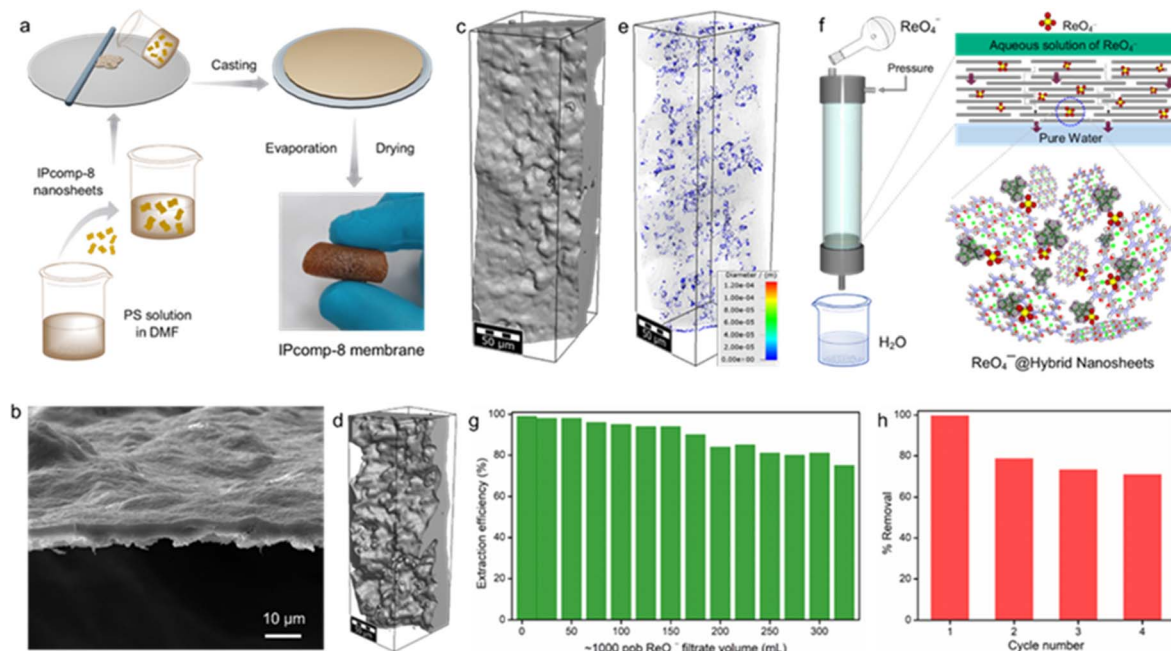 a
Casting
IPcomp-8
nanosheets
PS solution
in DMF
Evaporation
Drying
IPcomp-8 membrane
b
10 μm
c
50 μm
d
e
Diameter / (m)
1.20e-04
1.00e-04
8.00e-05
6.00e-05
4.00e-05
2.00e-05
0.00e+00
f
ReO₄⁻
Pressure
H₂O
ReO₄⁻
Aqueous solution of ReO₄⁻
Pure Water
ReO₄⁻@Hybrid Nanosheets
g
Extraction efficiency (%)
100
80
60
40
20
0
0 50 100 150 200 250 300
~1000 ppb ReO₄⁻ filtrate volume (mL)
h
% Removal
100
80
60
40
20
0
1 2 3 4
Cycle number